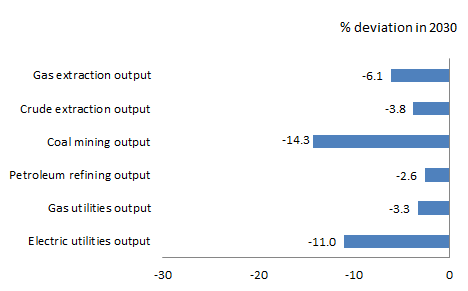 % deviation in 2030
Gas extraction output -6.1
Crude extraction output -3.8
Coal mining output -14.3
Petroleum refining output -2.6
Gas utilities output -3.3
Electric utilities output -11.0
-30 -20 -10 0